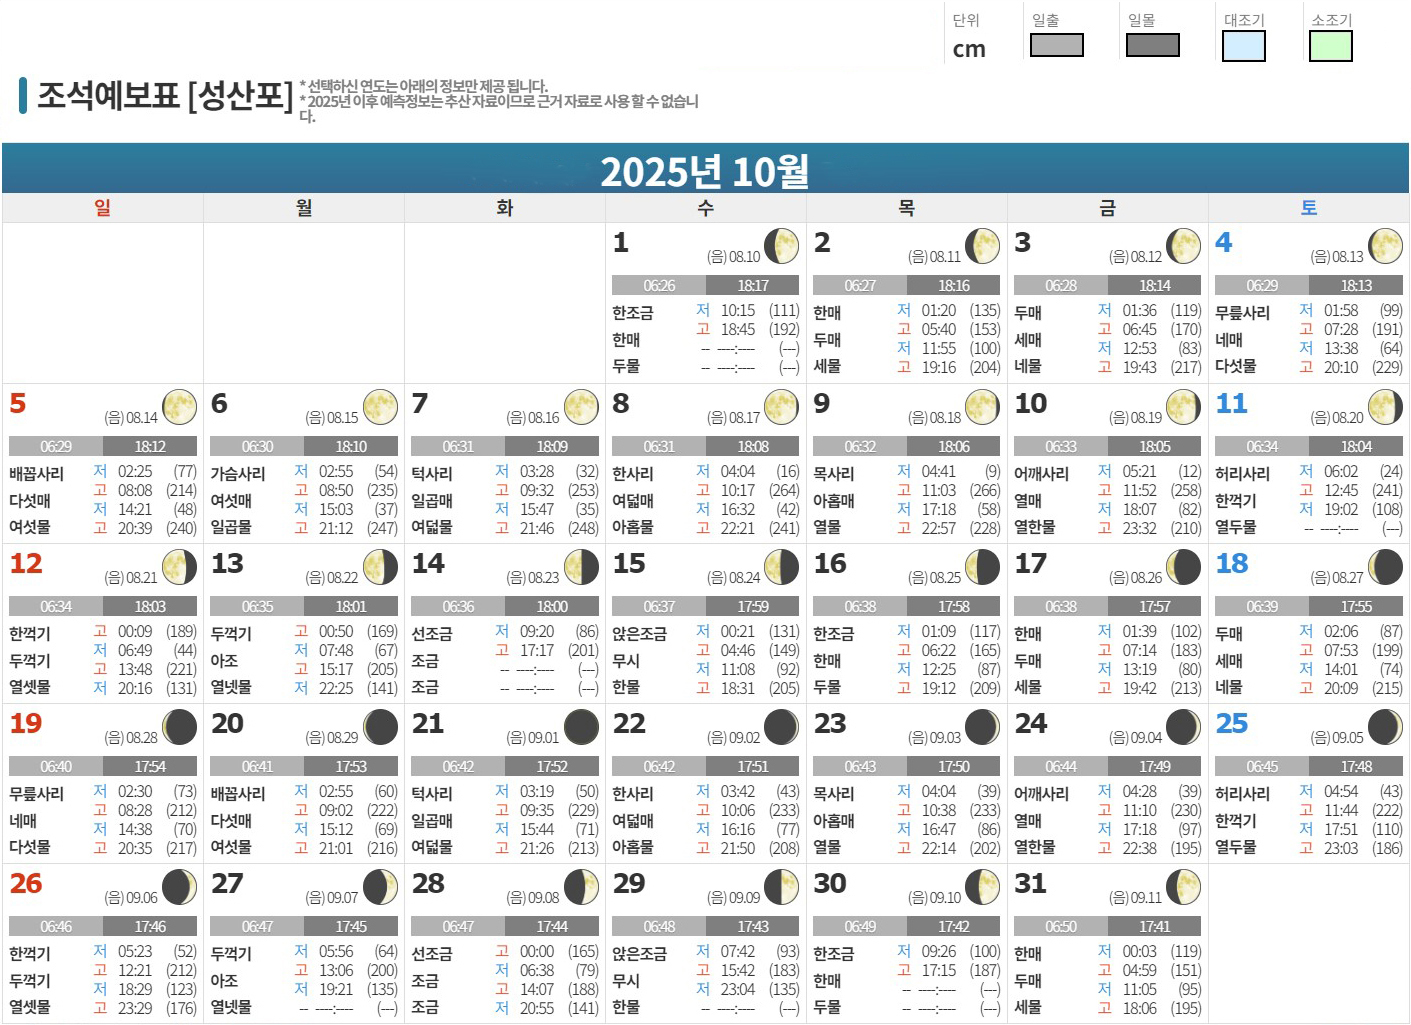 단위 일출 일몰 대조기 소조기
cm
조석예보표 [성산포]
* 선택하신 연도는 아래의 정보만 제공 됩니다.
* 2025년 이후 예측정보는 추산 자료이므로 근거 자료로 사용 할 수 없습니
다.
2025년 10월
일 월 화 수 목 금 토
1 (음) 08.10
06:26 18:17
한조금 한매 두물
저 10:15 (111)
고 18:45 (192)
-- ----:---- (---)
-- ----:---- (---)
2 (음) 08.11
06:27 18:16
한매 두매 세물
저 01:20 (135)
고 05:40 (153)
저 11:55 (100)
고 19:16 (204)
3 (음) 08.12
06:28 18:14
두매 세매 네물
저 01:36 (119)
고 06:45 (170)
저 12:53 (83)
고 19:43 (217)
4 (음) 08.13
06:29 18:13
무릎사리 네매 다섯물
저 01:58 (99)
고 07:28 (191)
저 13:38 (64)
고 20:10 (229)
5 (음) 08.14
06:29 18:12
배꼽사리 다섯매 여섯물
저 02:25 (77)
고 08:08 (214)
저 14:21 (48)
고 20:39 (240)
6 (음) 08.15
06:30 18:10
가슴사리 여섯매 일곱물
저 02:55 (54)
고 08:50 (235)
저 15:03 (37)
고 21:12 (247)
7 (음) 08.16
06:31 18:09
턱사리 일곱매 여덟물
저 03:28 (32)
고 09:32 (253)
저 15:47 (35)
고 21:46 (248)
8 (음) 08.17
06:31 18:08
한사리 여덟매 아홉물
저 04:04 (16)
고 10:17 (264)
저 16:32 (42)
고 22:21 (241)
9 (음) 08.18
06:32 18:06
목사리 아홉매 열물
저 04:41 (9)
고 11:03 (266)
저 17:18 (58)
고 22:57 (228)
10 (음) 08.19
06:33 18:05
어깨사리 열매 열한물
저 05:21 (12)
고 11:52 (258)
저 18:07 (82)
고 23:32 (210)
11 (음) 08.20
06:34 18:04
허리사리 한꺽기 열두물
저 06:02 (24)
고 12:45 (241)
저 19:02 (108)
-- ----:---- (---)
12 (음) 08.21
06:34 18:03
한꺽기 두꺽기 열셋물
고 00:09 (189)
저 06:49 (44)
고 13:48 (221)
저 20:16 (131)
13 (음) 08.22
06:35 18:01
두꺽기 아조 열넷물
고 00:50 (169)
저 07:48 (67)
고 15:17 (205)
저 22:25 (141)
14 (음) 08.23
06:36 18:00
선조금 조금 조금
저 09:20 (86)
고 17:17 (201)
-- ----:---- (---)
-- ----:---- (---)
15 (음) 08.24
06:37 17:59
앉은조금 무시 한물
저 00:21 (131)
고 04:46 (149)
저 11:08 (92)
고 18:31 (205)
16 (음) 08.25
06:38 17:58
한조금 한매 두물
저 01:09 (117)
고 06:22 (165)
저 12:25 (87)
고 19:12 (209)
17 (음) 08.26
06:38 17:57
한매 두매 세물
저 01:39 (102)
고 07:14 (183)
저 13:19 (80)
고 19:42 (213)
18 (음) 08.27
06:39 17:55
두매 세매 네물
저 02:06 (87)
고 07:53 (199)
저 14:01 (74)
고 20:09 (215)
19 (음) 08.28
06:40 17:54
무릎사리 네매 다섯물
저 02:30 (73)
고 08:28 (212)
저 14:38 (70)
고 20:35 (217)
20 (음) 08.29
06:41 17:53
배꼽사리 다섯매 여섯물
저 02:55 (60)
고 09:02 (222)
저 15:12 (69)
고 21:01 (216)
21 (음) 09.01
06:42 17:52
턱사리 일곱매 여덟물
저 03:19 (50)
고 09:35 (229)
저 15:44 (71)
고 21:26 (213)
22 (음) 09.02
06:42 17:51
한사리 여덟매 아홉물
저 03:42 (43)
고 10:06 (233)
저 16:16 (77)
고 21:50 (208)
23 (음) 09.03
06:43 17:50
목사리 아홉매 열물
저 04:04 (39)
고 10:38 (233)
저 16:47 (86)
고 22:14 (202)
24 (음) 09.04
06:44 17:49
어깨사리 열매 열한물
저 04:28 (39)
고 11:10 (230)
저 17:18 (97)
고 22:38 (195)
25 (음) 09.05
06:45 17:48
허리사리 한꺽기 열두물
저 04:54 (43)
고 11:44 (222)
저 17:51 (110)
고 23:03 (186)
26 (음) 09.06
06:46 17:46
한꺽기 두꺽기 열셋물
저 05:23 (52)
고 12:21 (212)
저 18:29 (123)
고 23:29 (176)
27 (음) 09.07
06:47 17:45
두꺽기 아조 열넷물
저 05:56 (64)
고 13:06 (200)
저 19:21 (135)
-- ----:---- (---)
28 (음) 09.08
06:47 17:44
선조금 조금 조금
고 00:00 (165)
저 06:38 (79)
고 14:07 (188)
저 20:55 (141)
29 (음) 09.09
06:48 17:43
앉은조금 무시 한물
저 07:42 (93)
고 15:42 (183)
저 23:04 (135)
-- ----:---- (---)
30 (음) 09.10
06:49 17:42
한조금 한매 두물
저 09:26 (100)
고 17:15 (187)
-- ----:---- (---)
-- ----:---- (---)
31 (음) 09.11
06:50 17:41
한매 두매 세물
저 00:03 (119)
고 04:59 (151)
저 11:05 (95)
고 18:06 (195)